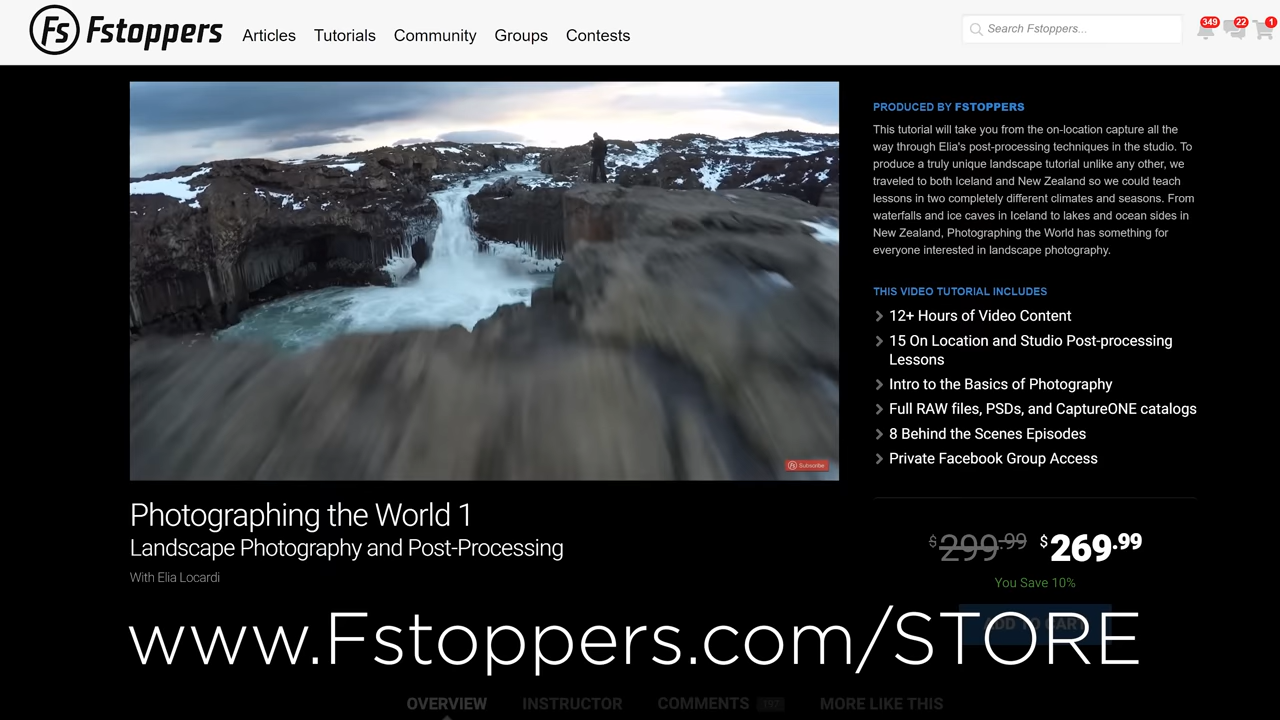 Fs Fstoppers Articles Tutorials Community Groups Contests Search Fstoppers... 349 22 1
PRODUCED BY FSTOPPERS
This tutorial will take you from the on-location capture all the
way through Elia's post-processing techniques in the studio. To
produce a truly unique landscape tutorial unlike any other, we
traveled to both Iceland and New Zealand so we could teach
lessons in two completely different climates and seasons. From
waterfalls and ice caves in Iceland to lakes and ocean sides in
New Zealand, Photographing the World has something for
everyone interested in landscape photography.
THIS VIDEO TUTORIAL INCLUDES
12+ Hours of Video Content
15 On Location and Studio Post-processing
Lessons
Intro to the Basics of Photography
Full RAW files, PSDs, and CaptureONE catalogs
8 Behind the Scenes Episodes
Private Facebook Group Access
Fs Subscribe
Photographing the World 1
Landscape Photography and Post-Processing
With Elia Locardi
$299.99 $269.99
You Save 10%
ADD TO CART
www.Fstoppers.com/STORE
OVERVIEW INSTRUCTOR COMMENTS 197 MORE LIKE THIS